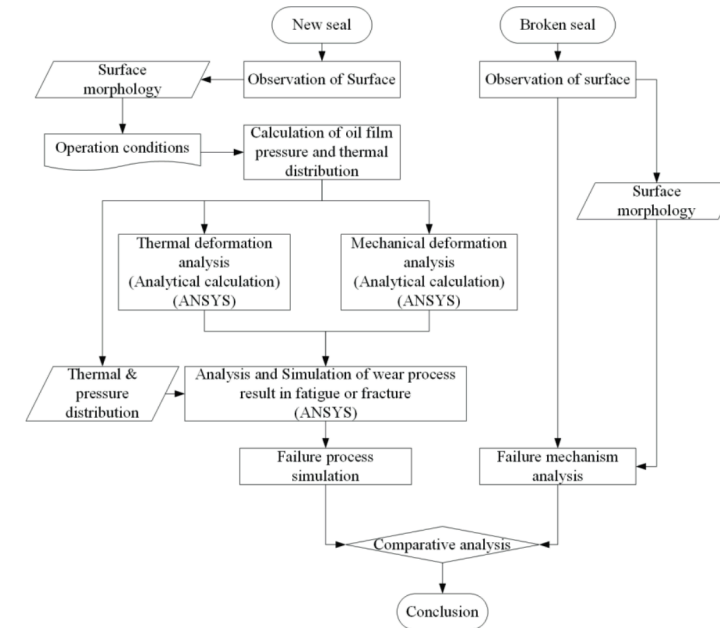 New seal
Broken seal
Surface
morphology
Observation of Surface
Observation of surface
Operation conditions
Calculation of oil film
pressure and thermal
distribution
Surface
morphology
Thermal deformation
analysis
(Analytical calculation)
(ANSYS)
Mechanical deformation
analysis
(Analytical calculation)
(ANSYS)
Thermal &
pressure
distribution
Analysis and Simulation of wear process
result in fatigue or fracture
(ANSYS)
Failure process
simulation
Failure mechanism
analysis
Comparative analysis
Conclusion